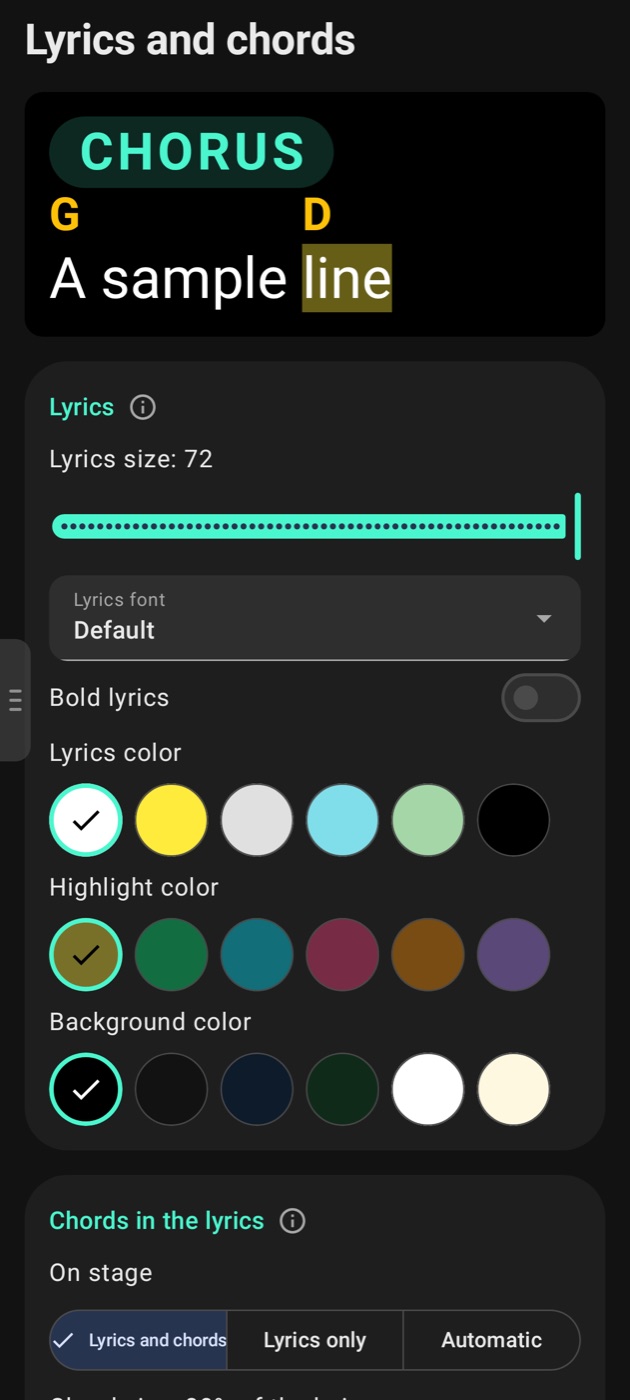 Lyrics and chords
CHORUS
G D
A sample line
Lyrics
Lyrics size: 72
Lyrics font
Default
Bold lyrics
Lyrics color
Highlight color
Background color
Chords in the lyrics
On stage
Lyrics and chords Lyrics only Automatic